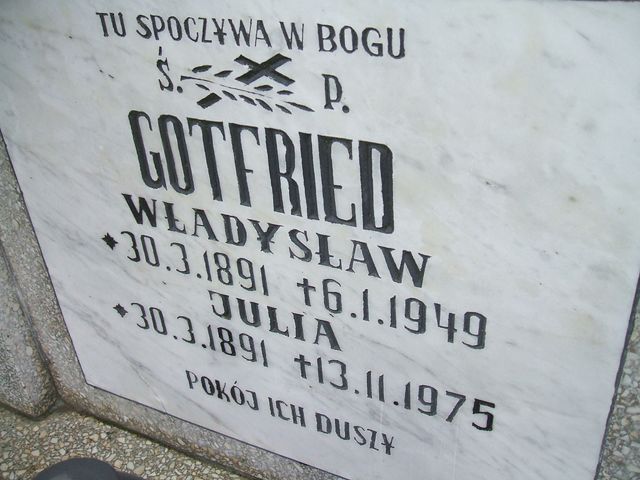 TU SPOCZYWA W BOGU
Ś. P.
GOTFRIED
WŁADYSŁAW
*30.3.1891 †6.1.1949
JULIA
*30.3.1891 †13.11.1975
POKÓJ ICH DUSZY